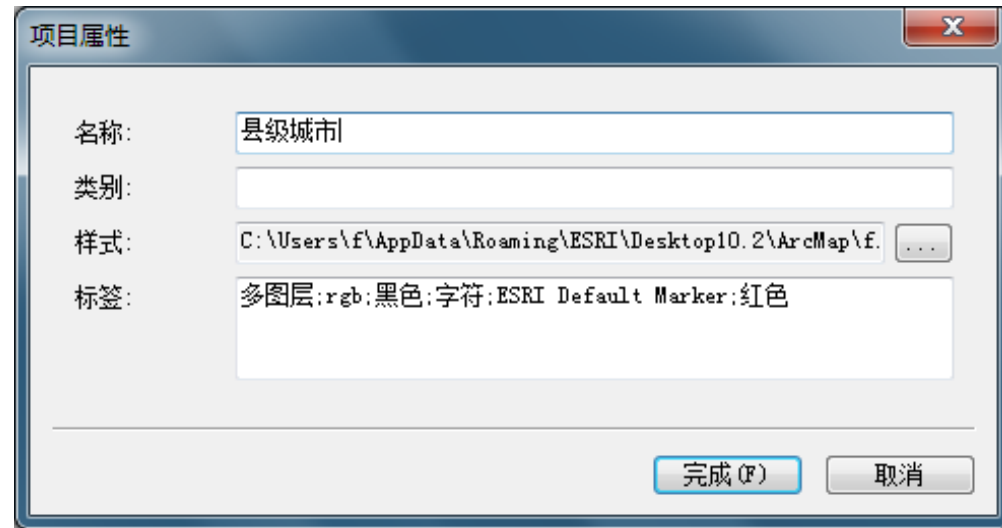 项目属性
名称: 县级城市
类别:
样式: C:\Users\f\AppData\Roaming\ESRI\Desktop10.2\ArcMap\f. ...
标签: 多图层;rgb;黑色;字符;ESRI Default Marker;红色
完成(F) 取消